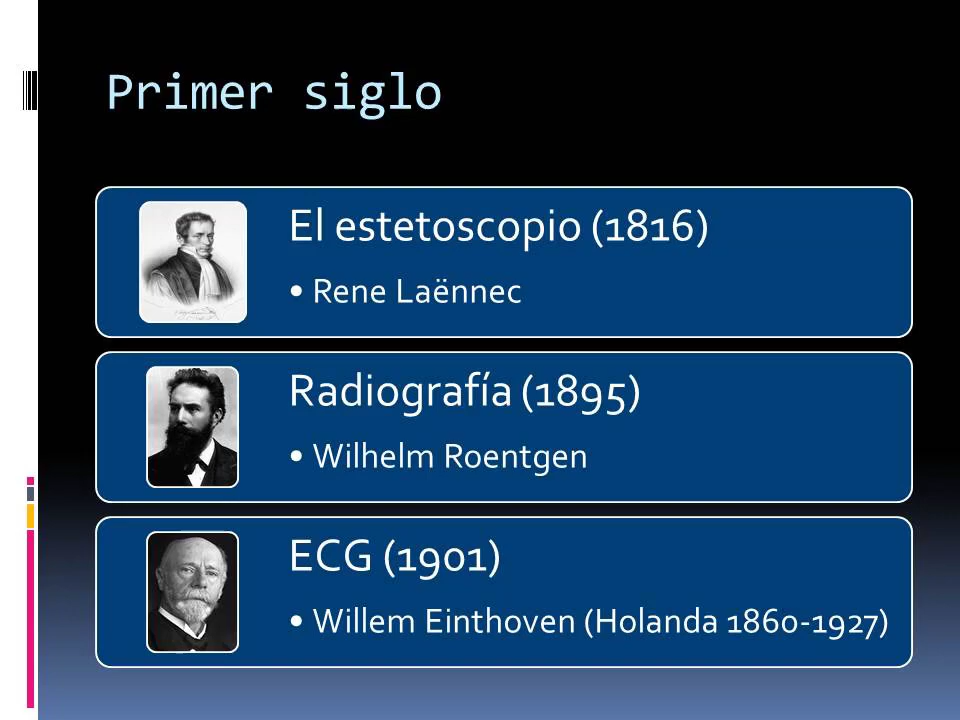 Primer siglo
El estetoscopio (1816)
• Rene Laënnec
Radiografía (1895)
• Wilhelm Roentgen
ECG (1901)
• Willem Einthoven (Holanda 1860-1927)